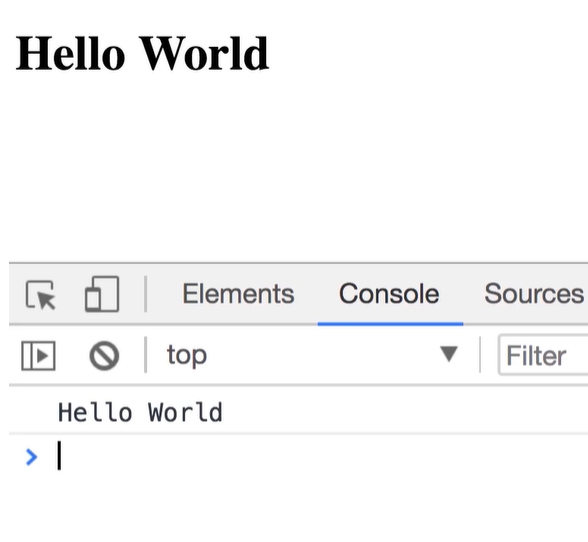 Hello World
Elements Console Sources
top Filter
Hello World